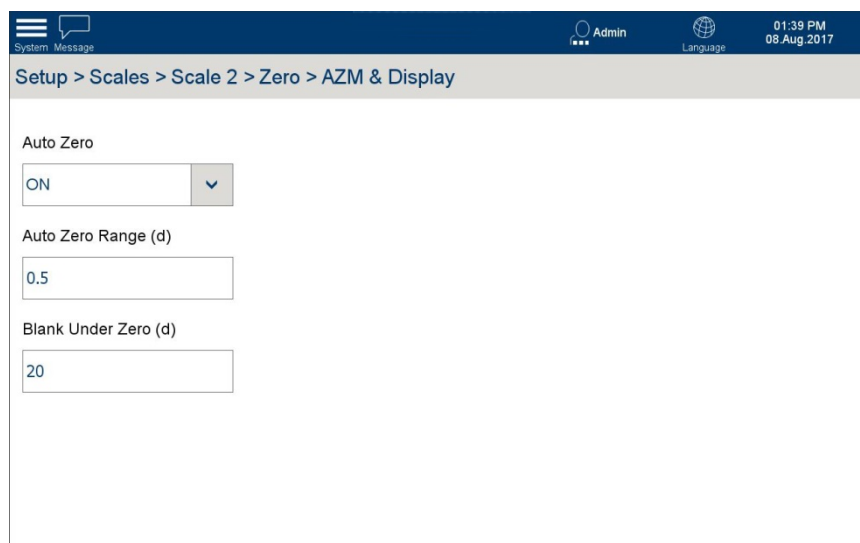 System Message
Admin
Language
01:39 PM
08.Aug.2017
Setup > Scales > Scale 2 > Zero > AZM & Display
Auto Zero
ON
Auto Zero Range (d)
0.5
Blank Under Zero (d)
20